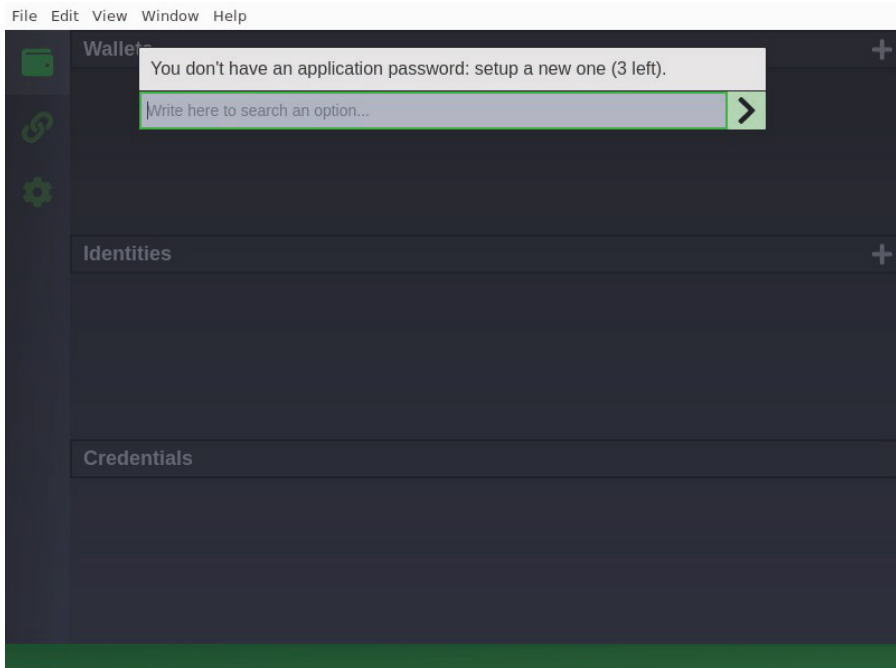 File Edit View Window Help
Wallets
You don't have an application password: setup a new one (3 left).
Write here to search an option...
Identities
Credentials